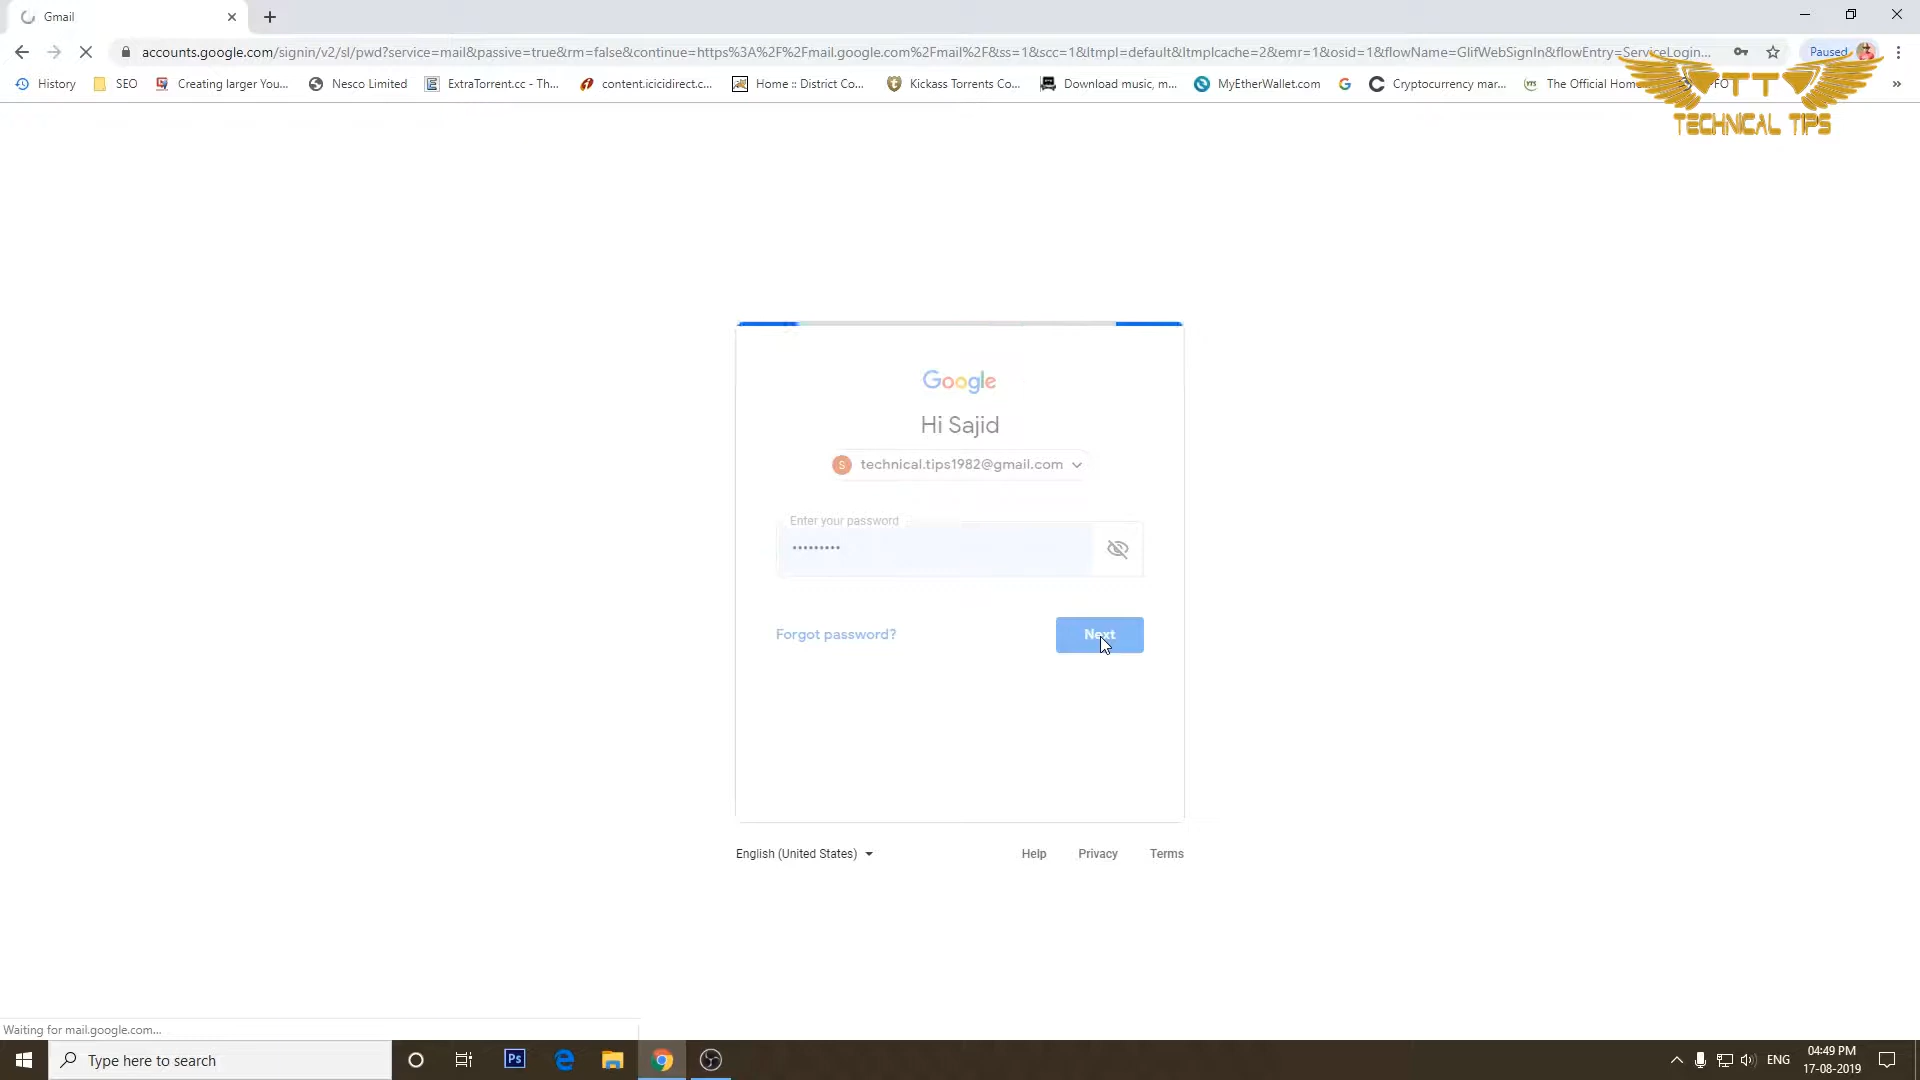 Gmail
accounts.google.com/signin/v2/sl/pwd?service=mail&passive=true&rm=false&continue=https%3A%2F%2Fmail.google.com%2Fmail%2F&ss=1&scc=1&ltmpl=default&ltmplcache=2&emr=1&osid=1&flowName=GlifWebSignIn&flowEntry=ServiceLogin...
Paused
History SEO Creating larger You... Nesco Limited ExtraTorrent.cc - Th... content.icicidirect.c... Home :: District Co... Kickass Torrents Co... Download music, m... MyEtherWallet.com Cryptocurrency mar... The Official Home
TT
TECHNICAL TIPS
Google
Hi Sajid
S technical.tips1982@gmail.com
Enter your password
•••••••••
Forgot password? Next
English (United States) Help Privacy Terms
Waiting for mail.google.com...
Type here to search
Ps
ENG
04:49 PM
17-08-2019